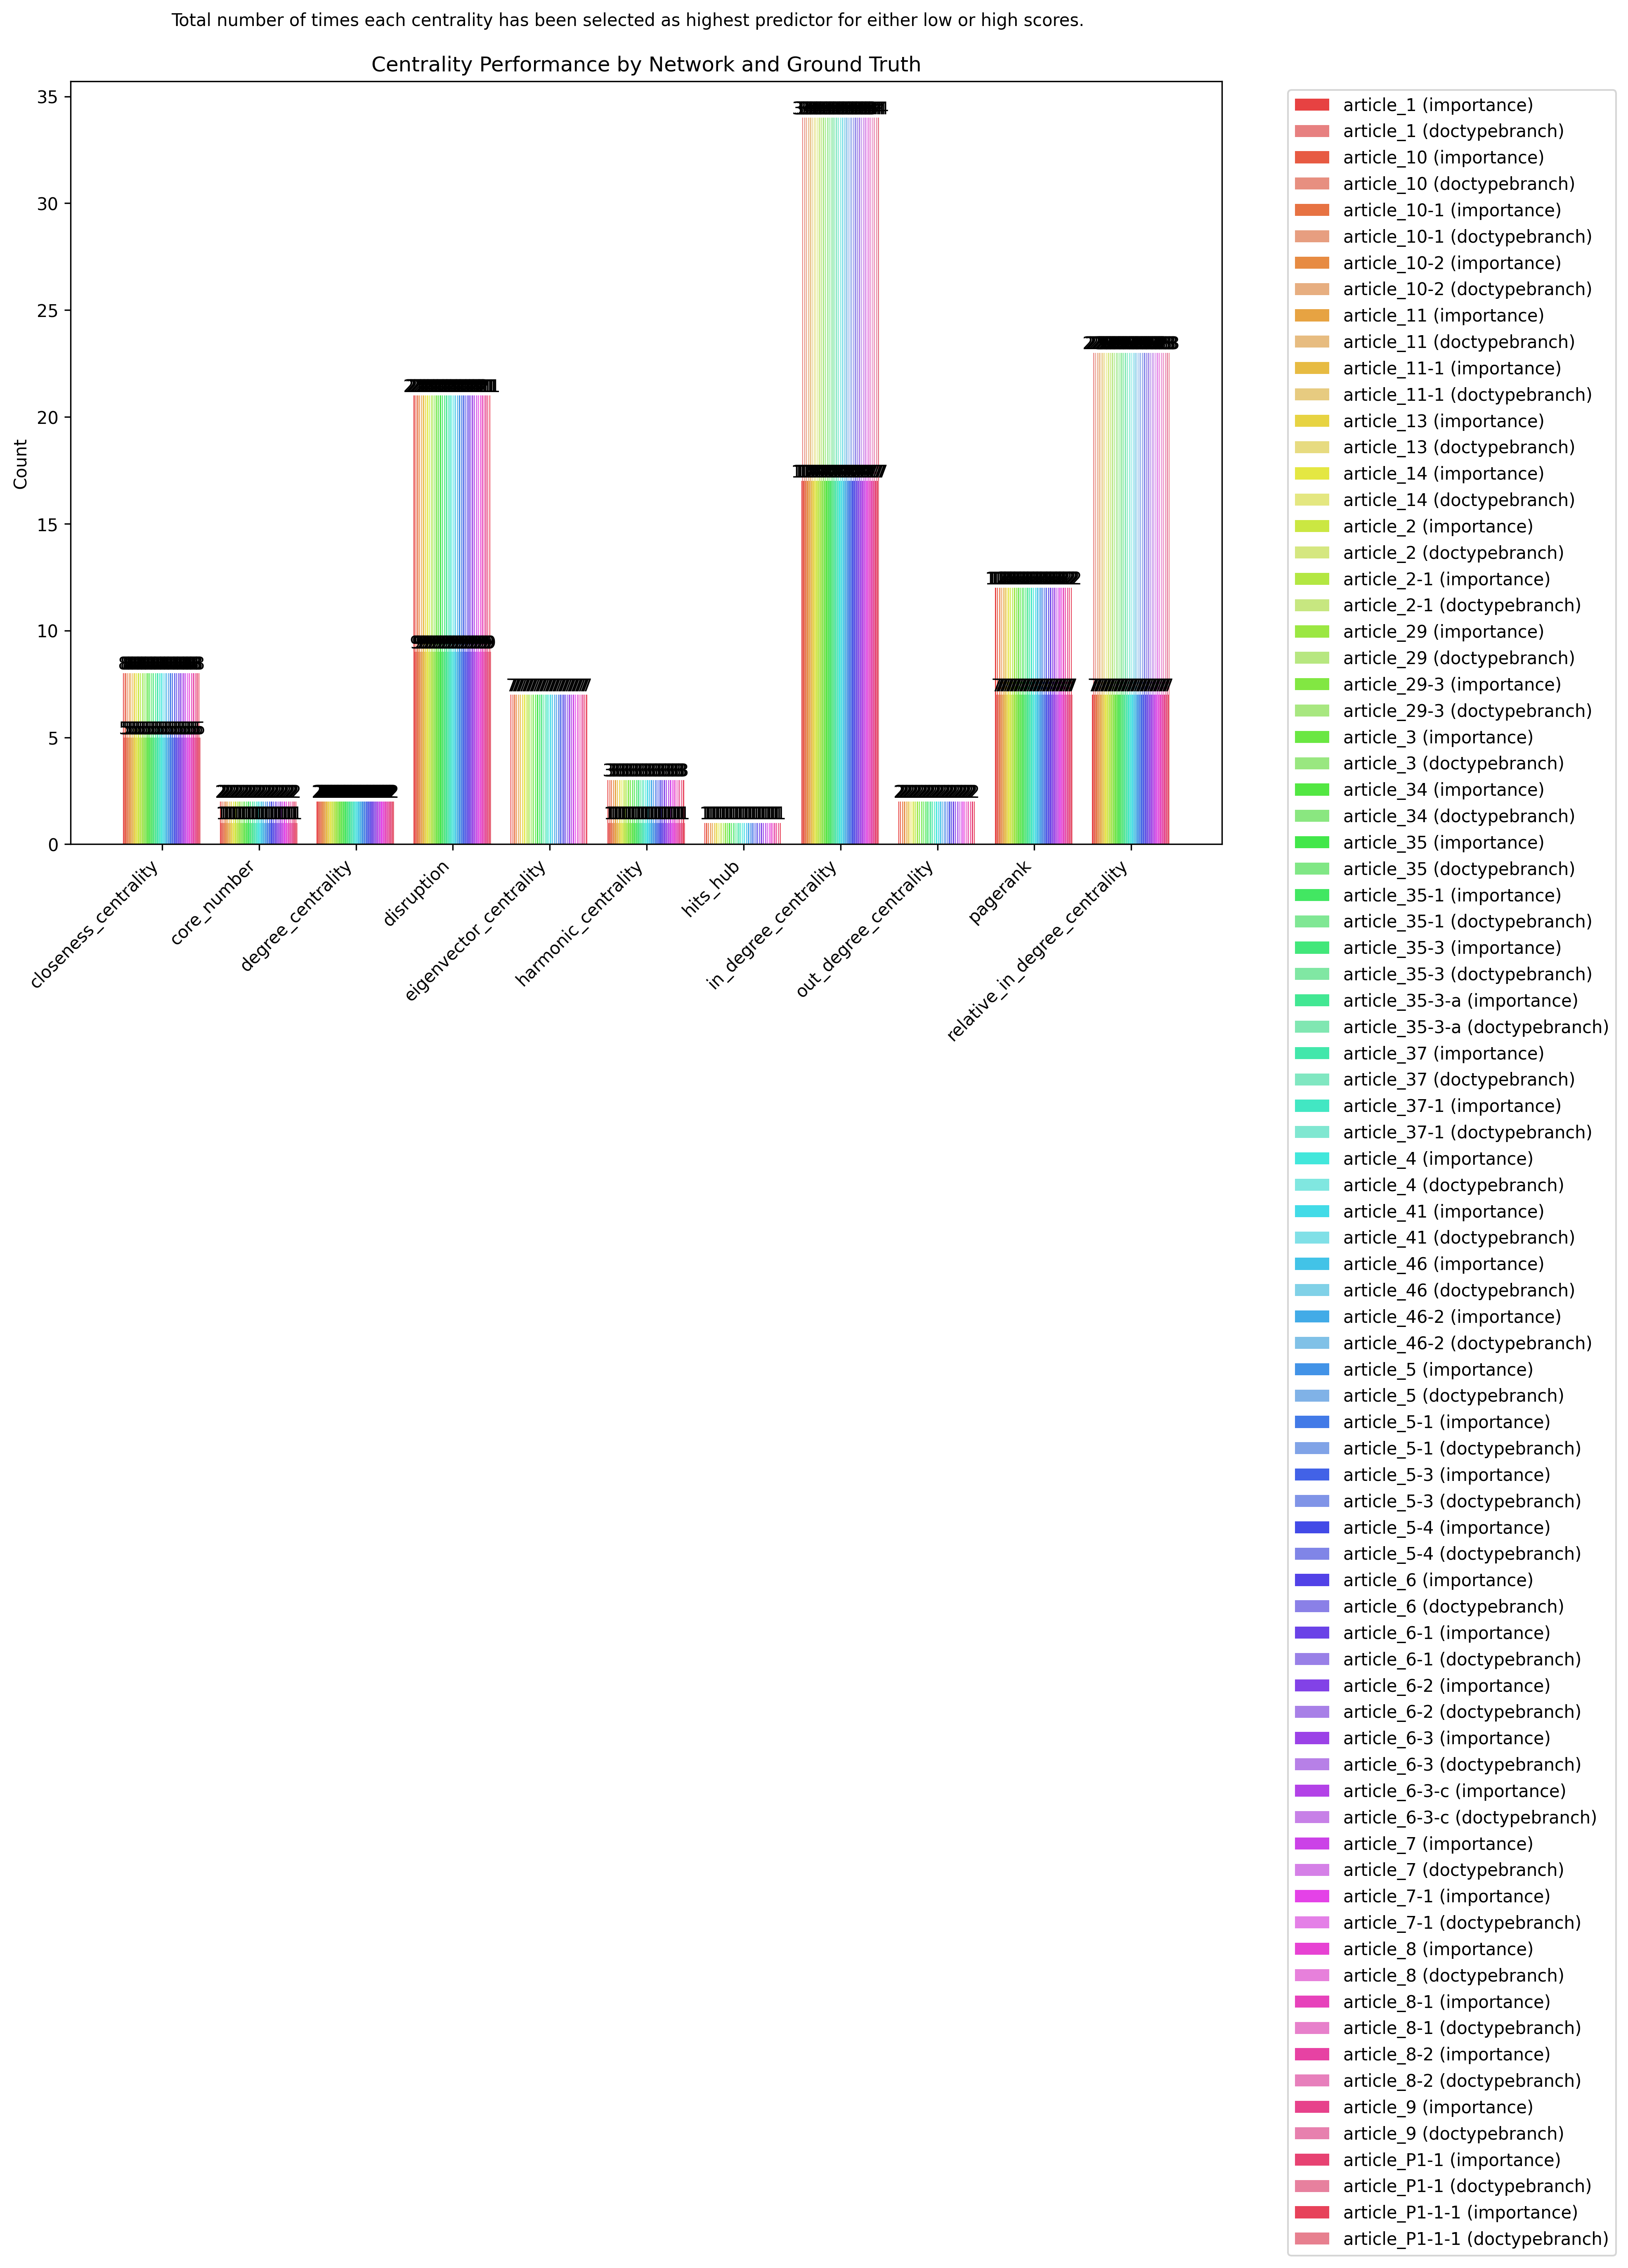 Total number of times each centrality has been selected as highest predictor for either low or high scores.
Centrality Performance by Network and Ground Truth
Count
35
30
25
20
15
10
5
0
closeness_centrality
core_number
degree_centrality
disruption
eigenvector_centrality
harmonic_centrality
hits_hub
in_degree_centrality
out_degree_centrality
pagerank
relative_in_degree_centrality
article_1 (importance)
article_1 (doctypebranch)
article_10 (importance)
article_10 (doctypebranch)
article_10-1 (importance)
article_10-1 (doctypebranch)
article_10-2 (importance)
article_10-2 (doctypebranch)
article_11 (importance)
article_11 (doctypebranch)
article_11-1 (importance)
article_11-1 (doctypebranch)
article_13 (importance)
article_13 (doctypebranch)
article_14 (importance)
article_14 (doctypebranch)
article_2 (importance)
article_2 (doctypebranch)
article_2-1 (importance)
article_2-1 (doctypebranch)
article_29 (importance)
article_29 (doctypebranch)
article_29-3 (importance)
article_29-3 (doctypebranch)
article_3 (importance)
article_3 (doctypebranch)
article_34 (importance)
article_34 (doctypebranch)
article_35 (importance)
article_35 (doctypebranch)
article_35-1 (importance)
article_35-1 (doctypebranch)
article_35-3 (importance)
article_35-3 (doctypebranch)
article_35-3-a (importance)
article_35-3-a (doctypebranch)
article_37 (importance)
article_37 (doctypebranch)
article_37-1 (importance)
article_37-1 (doctypebranch)
article_4 (importance)
article_4 (doctypebranch)
article_41 (importance)
article_41 (doctypebranch)
article_46 (importance)
article_46 (doctypebranch)
article_46-2 (importance)
article_46-2 (doctypebranch)
article_5 (importance)
article_5 (doctypebranch)
article_5-1 (importance)
article_5-1 (doctypebranch)
article_5-3 (importance)
article_5-3 (doctypebranch)
article_5-4 (importance)
article_5-4 (doctypebranch)
article_6 (importance)
article_6 (doctypebranch)
article_6-1 (importance)
article_6-1 (doctypebranch)
article_6-2 (importance)
article_6-2 (doctypebranch)
article_6-3 (importance)
article_6-3 (doctypebranch)
article_6-3-c (importance)
article_6-3-c (doctypebranch)
article_7 (importance)
article_7 (doctypebranch)
article_7-1 (importance)
article_7-1 (doctypebranch)
article_8 (importance)
article_8 (doctypebranch)
article_8-1 (importance)
article_8-1 (doctypebranch)
article_8-2 (importance)
article_8-2 (doctypebranch)
article_9 (importance)
article_9 (doctypebranch)
article_P1-1 (importance)
article_P1-1 (doctypebranch)
article_P1-1-1 (importance)
article_P1-1-1 (doctypebranch)